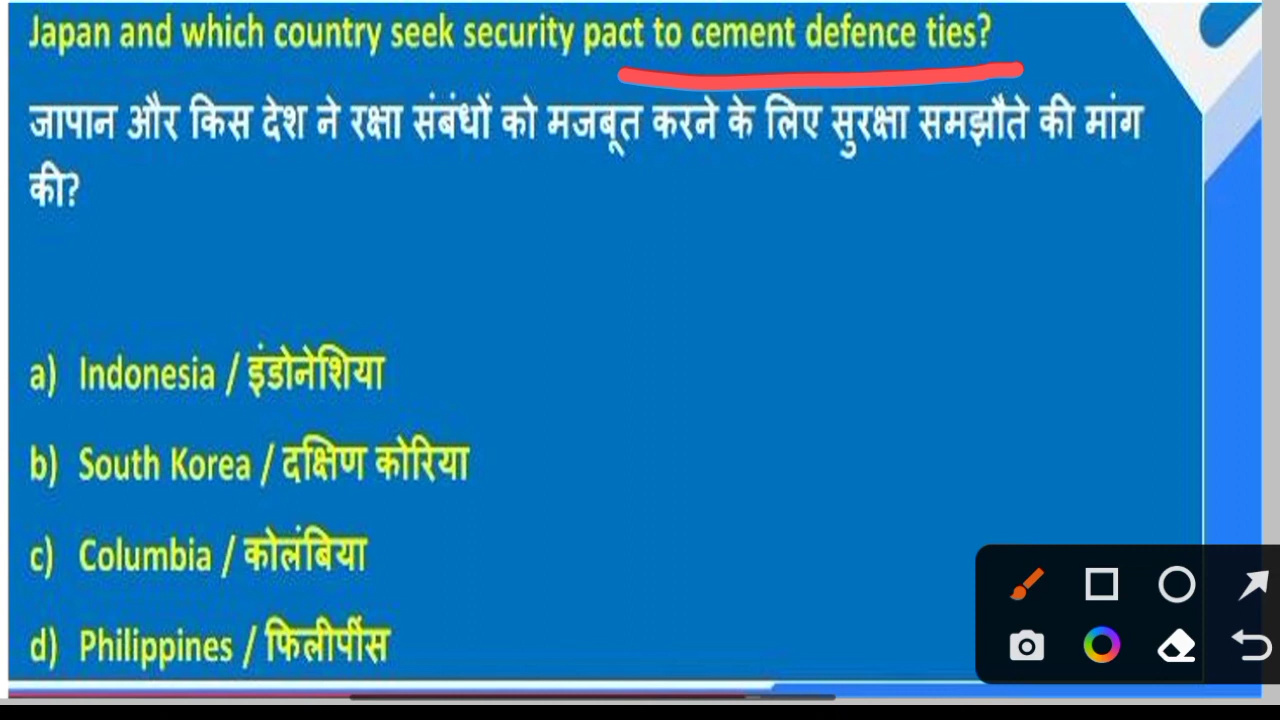 Japan and which country seek security pact to cement defence ties?
जापान और किस देश ने रक्षा संबंधों को मजबूत करने के लिए सुरक्षा समझौते की मांग
की?
a) Indonesia / इंडोनेशिया
b) South Korea / दक्षिण कोरिया
c) Columbia / कोलंबिया
d) Philippines / फिलीपींस